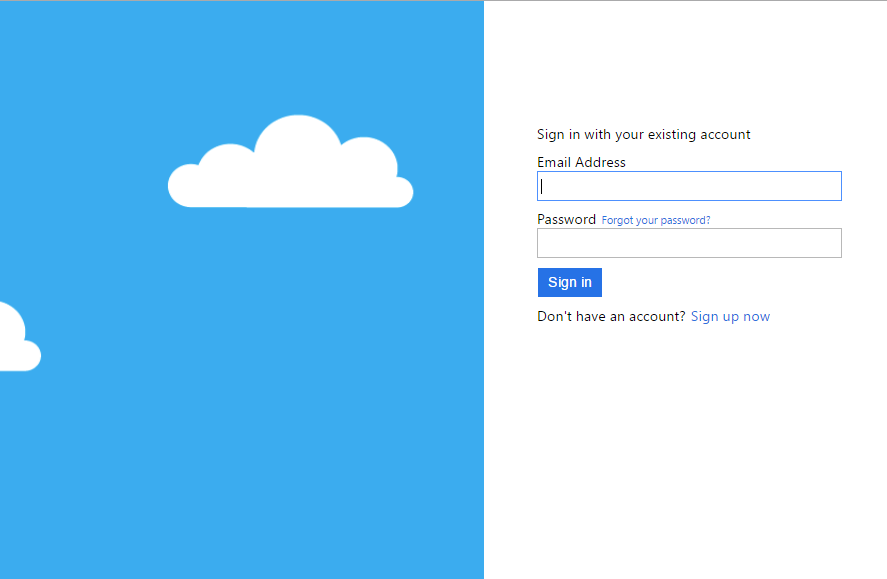 Sign in with your existing account
Email Address
Password Forgot your password?
Sign in
Don't have an account? Sign up now